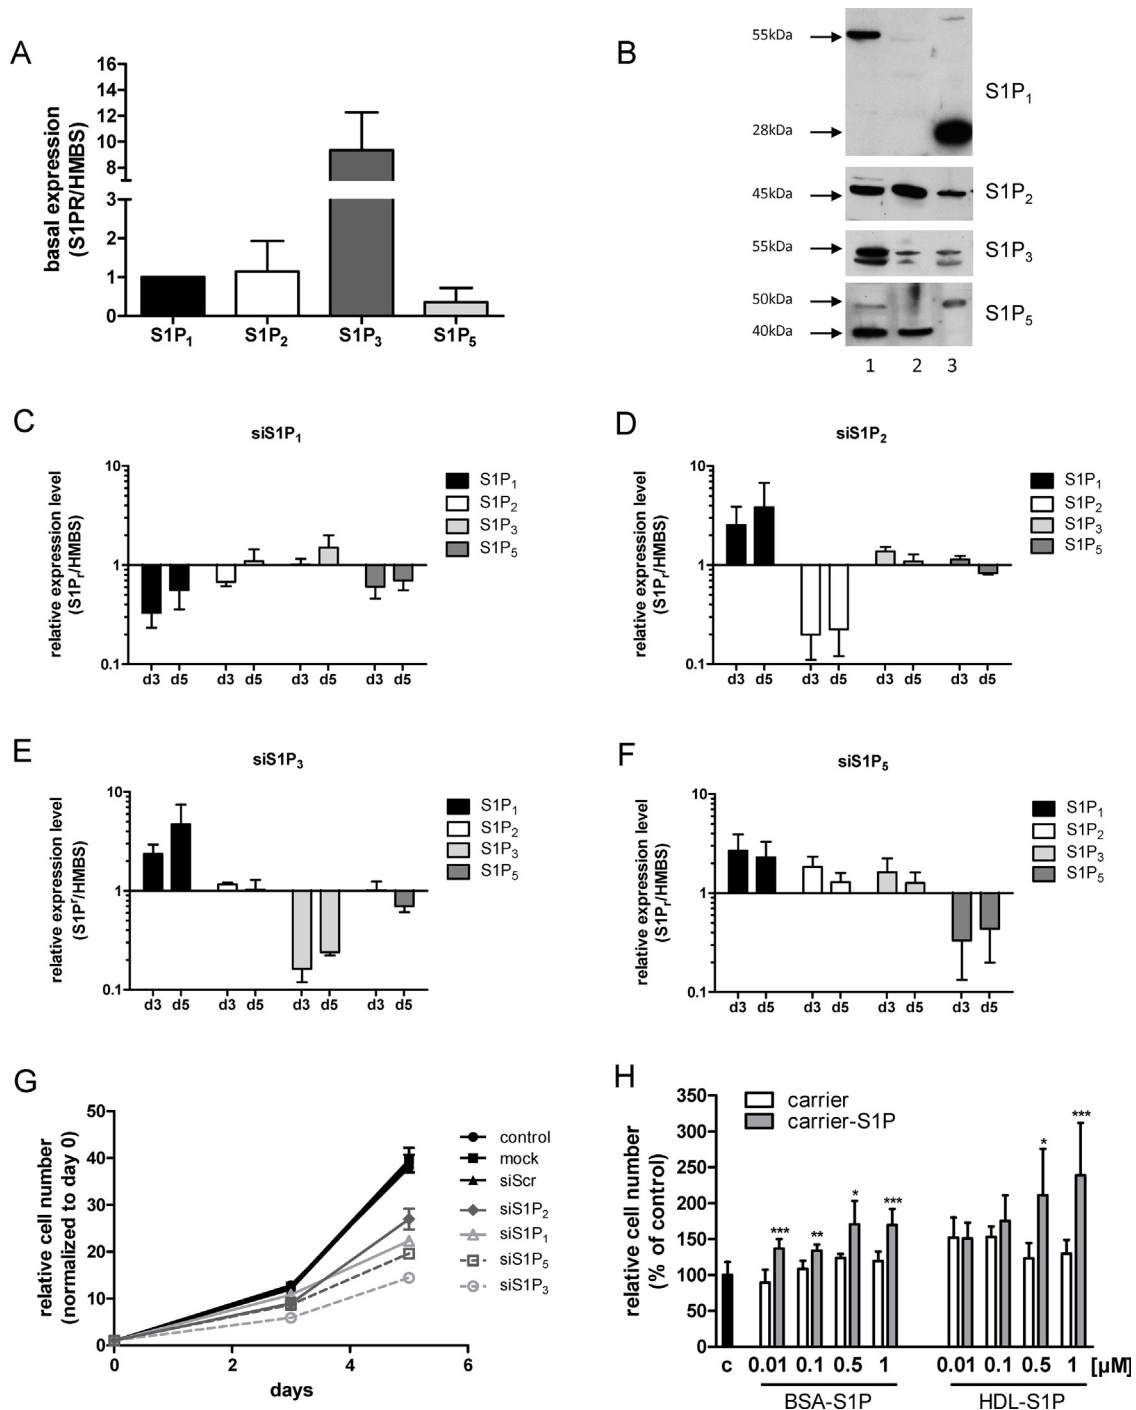 A
basal expression
(S1PR/HMBS)
16
14
12
10
8
6
3
2
1
0
S1P1
S1P2
S1P3
S1P5
B
55kDa
28kDa
S1P1
45kDa
S1P2
55kDa
S1P3
50kDa
40kDa
S1P5
1 2 3
C
siS1P1
relative expression level
(S1Pr/HMBS)
10
1
0.1
d3 d5 d3 d5 d3 d5 d3 d5
S1P1
S1P2
S1P3
S1P5
D
siS1P2
relative expression level
(S1Pr/HMBS)
10
1
0.1
d3 d5 d3 d5 d3 d5 d3 d5
S1P1
S1P2
S1P3
S1P5
E
siS1P3
relative expression level
(S1Pr/HMBS)
10
1
0.1
d3 d5 d3 d5 d3 d5 d3 d5
S1P1
S1P2
S1P3
S1P5
F
siS1P5
relative expression level
(S1Pr/HMBS)
10
1
0.1
d3 d5 d3 d5 d3 d5 d3 d5
S1P1
S1P2
S1P3
S1P5
G
relative cell number
(normalized to day 0)
50
40
30
20
10
0
0 2 4 6
days
control
mock
siScr
siS1P2
siS1P1
siS1P5
siS1P3
H
relative cell number
(% of control)
350
300
250
200
150
100
50
0
carrier
carrier-S1P
*** ** * *** * ***
c 0.01 0.1 0.5 1 0.01 0.1 0.5 1 [µM]
BSA-S1P HDL-S1P